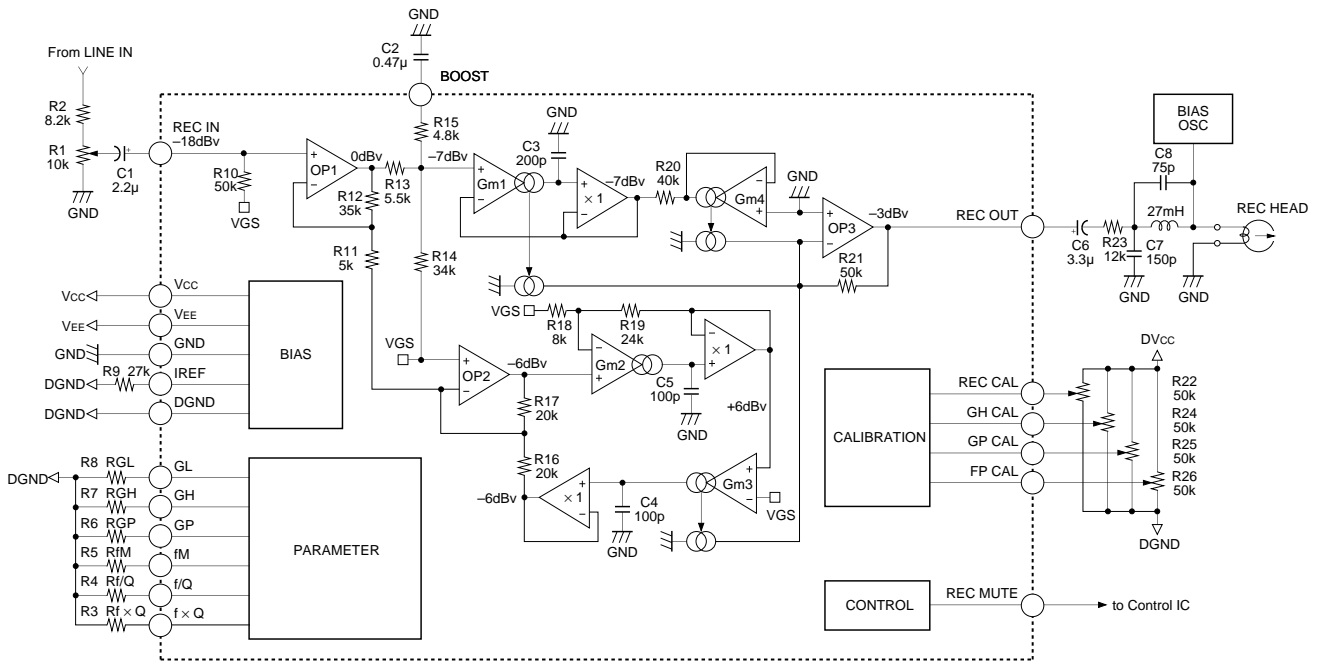 GND
From LINE IN
C2
0.47µ
BOOST
R2
8.2k
R1
10k
GND
C1
2.2µ
REC IN
−18dBv
R10
50k
VGS
+
−
OP1
0dBv
R12
35k
R13
5.5k
R11
5k
R15
4.8k
−7dBv
R14
34k
+
−
Gm1
GND
C3
200p
+
−
× 1
−7dBv
R20
40k
−
+
Gm4
GND
+
−
OP3
−3dBv
R21
50k
REC OUT
C6
3.3µ
+
R23
12k
C7
150p
GND
27mH
C8
75p
BIAS
OSC
REC HEAD
GND
VCC
VCC
VEE
VEE
GND
GND
R9 27k
DGND
IREF
DGND
DGND
BIAS
VGS
+
−
OP2
−6dBv
R17
20k
R16
20k
−6dBv
VGS
R18
8k
R19
24k
−
+
Gm2
C5
100p
GND
−
+
× 1
+6dBv
+
−
Gm3
VGS
C4
100p
GND
+
−
× 1
CALIBRATION
REC CAL
GH CAL
GP CAL
FP CAL
DVCC
R22
50k
R24
50k
R25
50k
R26
50k
DGND
DGND
R8 RGL
GL
R7 RGH
GH
R6 RGP
GP
R5 RfM
fM
R4 Rf/Q
f/Q
R3 Rf × Q
f × Q
PARAMETER
CONTROL
REC MUTE
to Control IC